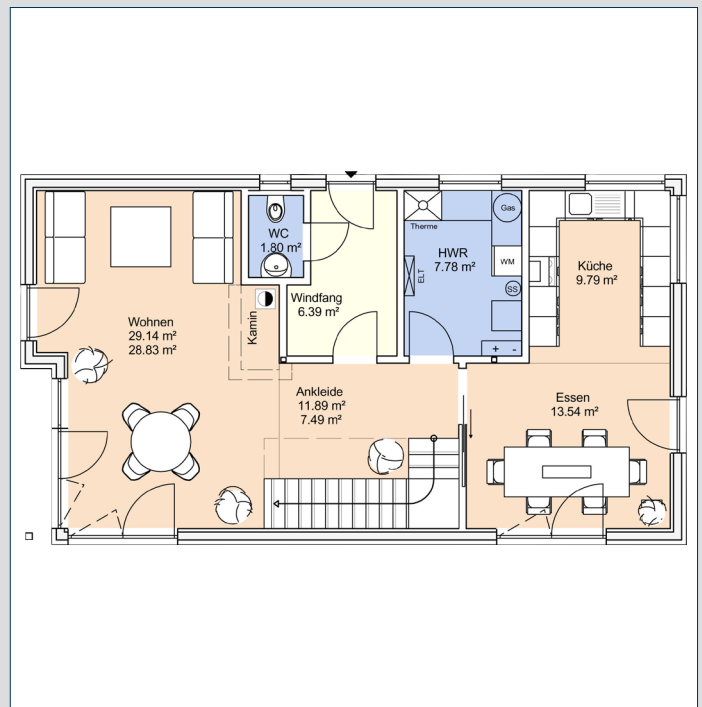 WC
1.80 m²
Windfang
6.39 m²
Therme
Gas
HWR
7.78 m²
WM
ELT
SS
+ -
Küche
9.79 m²
Wohnen
29.14 m²
28.83 m²
Kamin
Ankleide
11.89 m²
7.49 m²
Essen
13.54 m²